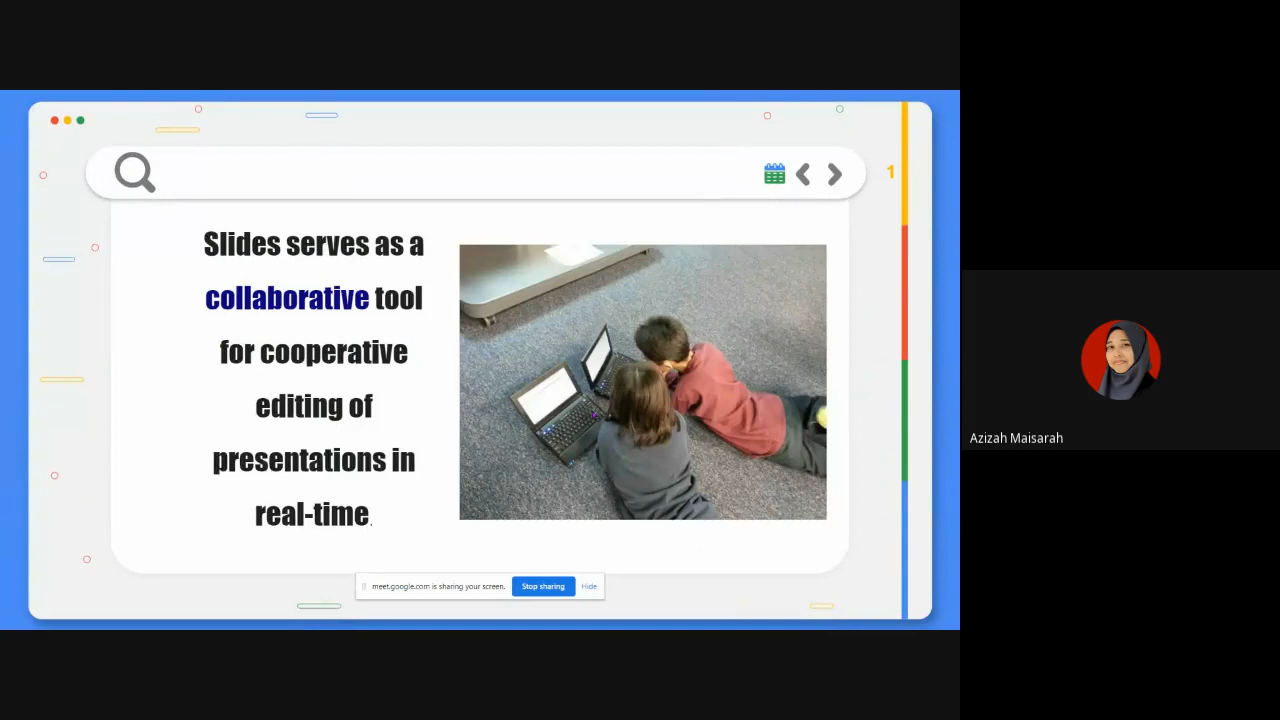 1
Slides serves as a
collaborative tool
for cooperative
editing of
presentations in
real-time.
meet.google.com is sharing your screen. Stop sharing Hide
Azizah Maisarah